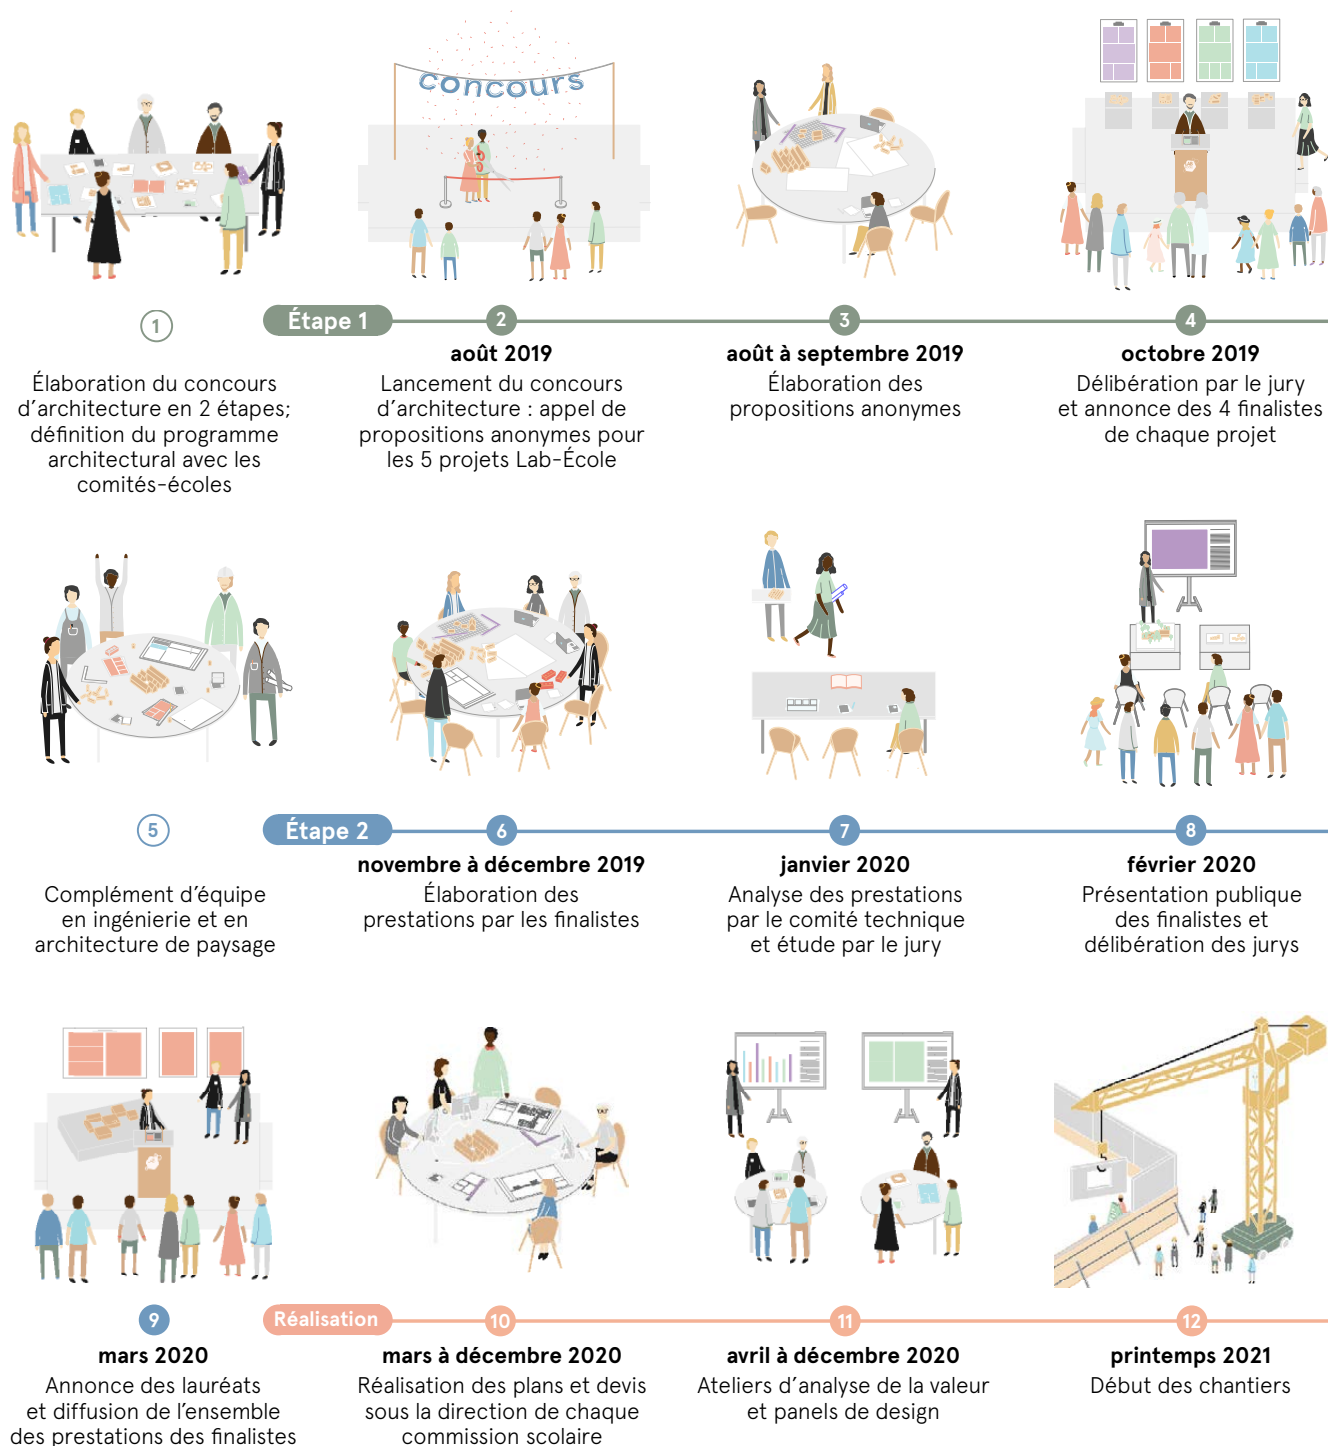 concours
1
Étape 1
2
3
4
août 2019
août à septembre 2019
octobre 2019
Élaboration du concours
d’architecture en 2 étapes;
définition du programme
architectural avec les
comités-écoles
Lancement du concours
d’architecture : appel de
propositions anonymes pour
les 5 projets Lab-École
Élaboration des
propositions anonymes
Délibération par le jury
et annonce des 4 finalistes
de chaque projet
5
Étape 2
6
7
8
novembre à décembre 2019
janvier 2020
février 2020
Complément d’équipe
en ingénierie et en
architecture de paysage
Élaboration des
prestations par les finalistes
Analyse des prestations
par le comité technique
et étude par le jury
Présentation publique
des finalistes et
délibération des jurys
9
Réalisation
10
11
12
mars 2020
Annonce des lauréats
et diffusion de l’ensemble
des prestations des finalistes
mars à décembre 2020
Réalisation des plans et devis
sous la direction de chaque
commission scolaire
avril à décembre 2020
Ateliers d’analyse de la valeur
et panels de design
printemps 2021
Début des chantiers